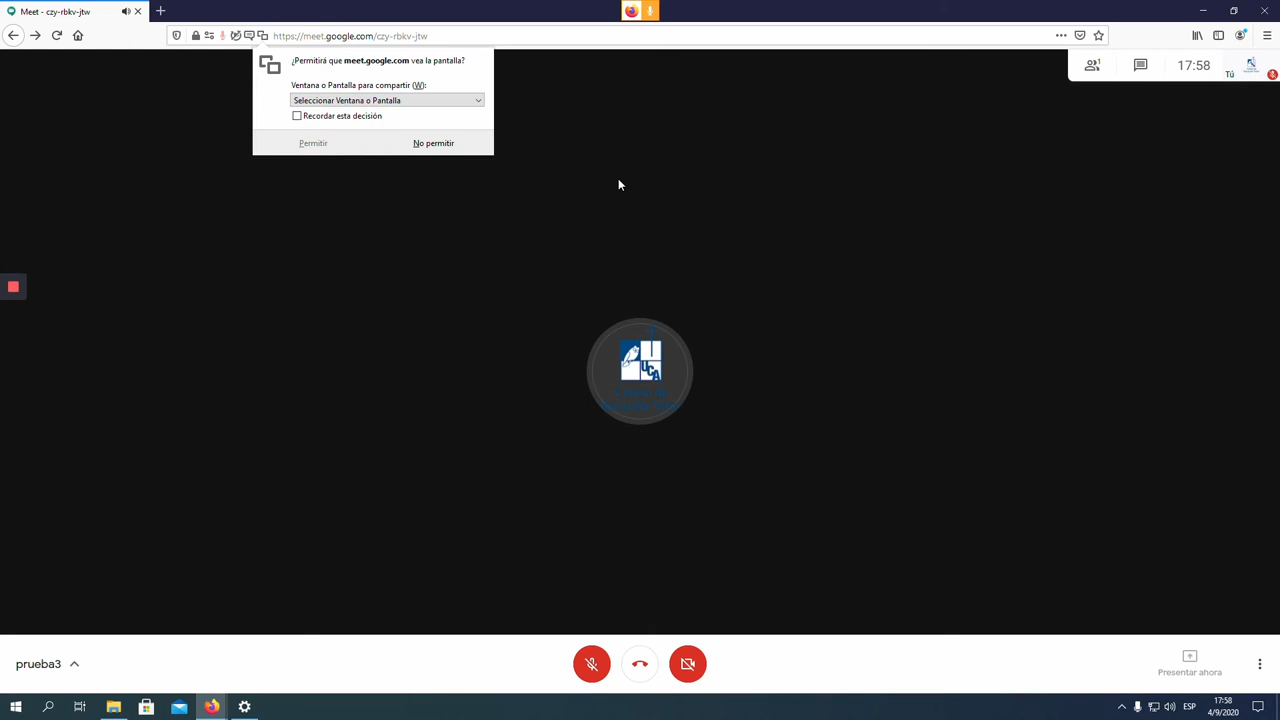 Meet - czy-rbkv-jtw
https://meet.google.com/czy-rbkv-jtw
¿Permitirá que meet.google.com vea la pantalla?
Ventana o Pantalla para compartir (W):
Seleccionar Ventana o Pantalla
Recordar esta decisión
Permitir
No permitir
1
17:58
Tú
UCA
prueba3
Presentar ahora
ESP
17:58
4/9/2020